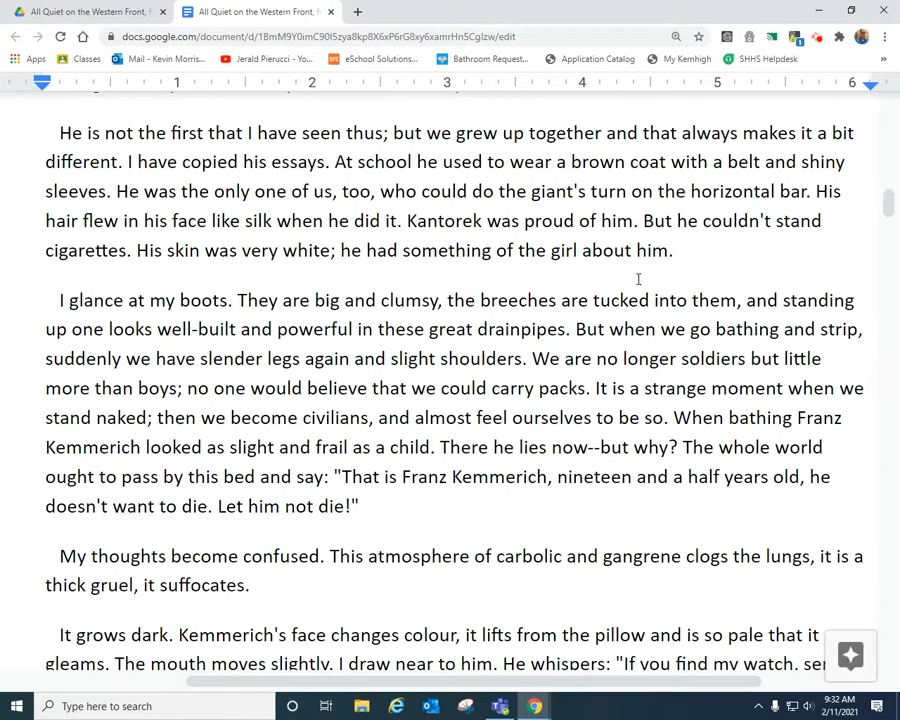 All Quiet on the Western Front, f
All Quiet on the Western Front,
docs.google.com/document/d/1BmM9Y0imC90I5zya8kp8X6xP6rG8xy6xamrHn5CgIzw/edit
Apps Classes Mail - Kevin Morris... Jerald Pierucci - Yo... eSchool Solutions... Bathroom Request... Application Catalog My Kernhigh SHHS Helpdesk
1 2 3 4 5 6
He is not the first that I have seen thus; but we grew up together and that always makes it a bit
different. I have copied his essays. At school he used to wear a brown coat with a belt and shiny
sleeves. He was the only one of us, too, who could do the giant's turn on the horizontal bar. His
hair flew in his face like silk when he did it. Kantorek was proud of him. But he couldn't stand
cigarettes. His skin was very white; he had something of the girl about him.
I glance at my boots. They are big and clumsy, the breeches are tucked into them, and standing
up one looks well-built and powerful in these great drainpipes. But when we go bathing and strip,
suddenly we have slender legs again and slight shoulders. We are no longer soldiers but little
more than boys; no one would believe that we could carry packs. It is a strange moment when we
stand naked; then we become civilians, and almost feel ourselves to be so. When bathing Franz
Kemmerich looked as slight and frail as a child. There he lies now--but why? The whole world
ought to pass by this bed and say: "That is Franz Kemmerich, nineteen and a half years old, he
doesn't want to die. Let him not die!"
My thoughts become confused. This atmosphere of carbolic and gangrene clogs the lungs, it is a
thick gruel, it suffocates.
It grows dark. Kemmerich's face changes colour, it lifts from the pillow and is so pale that it
gleams. The mouth moves slightly. I draw near to him. He whispers: "If you find my watch, sen
Type here to search
9:32 AM
2/11/2021